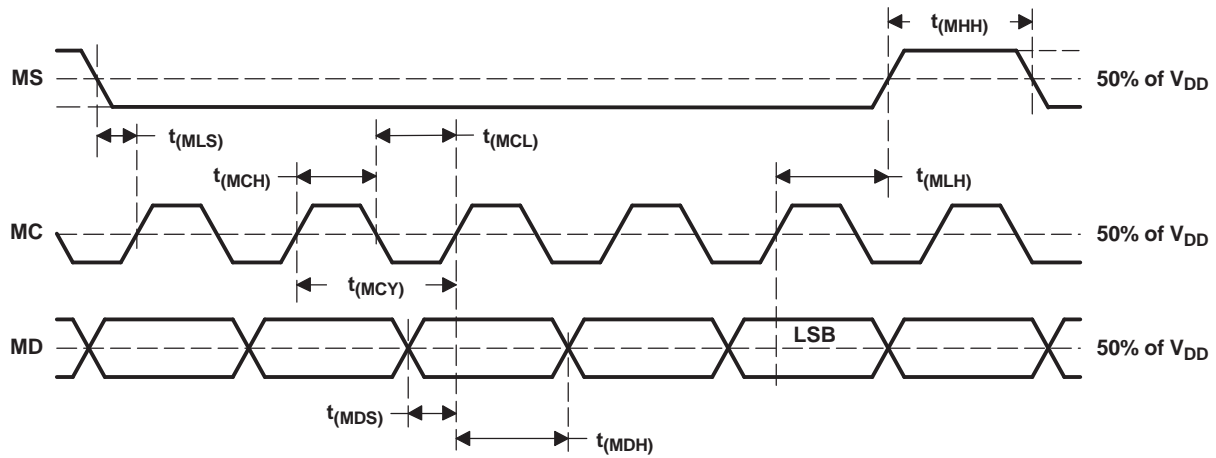 t(MHH)
MS
50% of VDD
t(MLS)
t(MCL)
t(MCH)
t(MLH)
MC
50% of VDD
t(MCY)
LSB
MD
50% of VDD
t(MDS)
t(MDH)